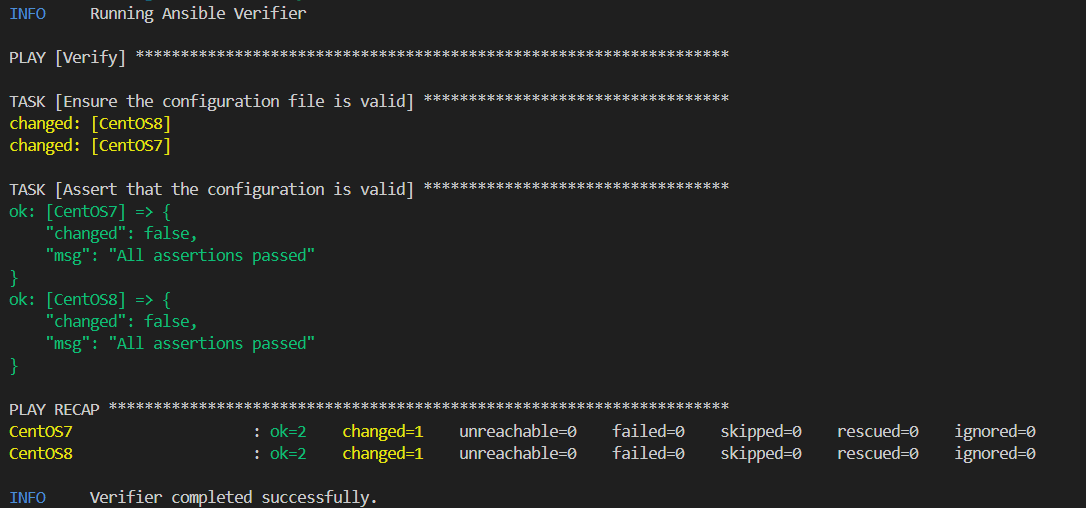 INFO     Running Ansible Verifier
PLAY [Verify] ******************************************************************
TASK [Ensure the configuration file is valid] **********************************
changed: [CentOS8]
changed: [CentOS7]
TASK [Assert that the configuration is valid] **********************************
ok: [CentOS7] => {
    "changed": false,
    "msg": "All assertions passed"
}
ok: [CentOS8] => {
    "changed": false,
    "msg": "All assertions passed"
}
PLAY RECAP *********************************************************************
CentOS7                    : ok=2    changed=1    unreachable=0    failed=0    skipped=0    rescued=0    ignored=0
CentOS8                    : ok=2    changed=1    unreachable=0    failed=0    skipped=0    rescued=0    ignored=0
INFO     Verifier completed successfully.